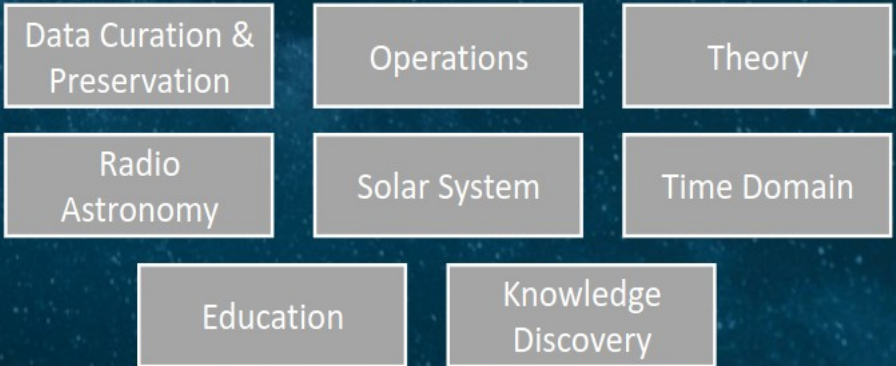 Data Curation &
Preservation
Operations
Theory
Radio
Astronomy
Solar System
Time Domain
Education
Knowledge
Discovery